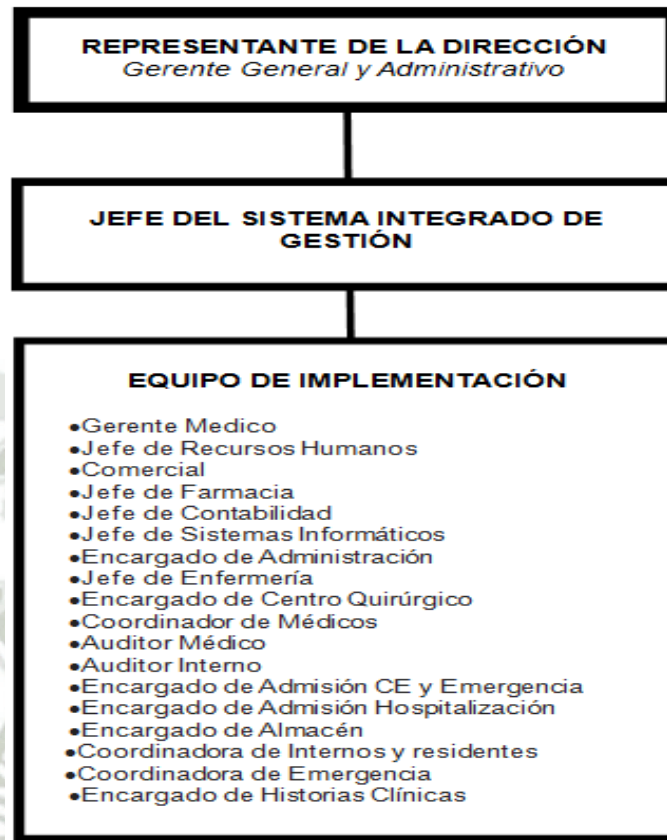 REPRESENTANTE DE LA DIRECCIÓN
Gerente General y Administrativo
JEFE DEL SISTEMA INTEGRADO DE
GESTIÓN
EQUIPO DE IMPLEMENTACIÓN
•Gerente Medico
•Jefe de Recursos Humanos
•Comercial
•Jefe de Farmacia
•Jefe de Contabilidad
•Jefe de Sistemas Informáticos
•Encargado de Administración
•Jefe de Enfermería
•Encargado de Centro Quirúrgico
•Coordinador de Médicos
•Auditor Médico
•Auditor Interno
•Encargado de Admisión CE y Emergencia
•Encargado de Admisión Hospitalización
•Encargado de Almacén
•Coordinadora de Internos y residentes
•Coordinadora de Emergencia
•Encargado de Historias Clínicas